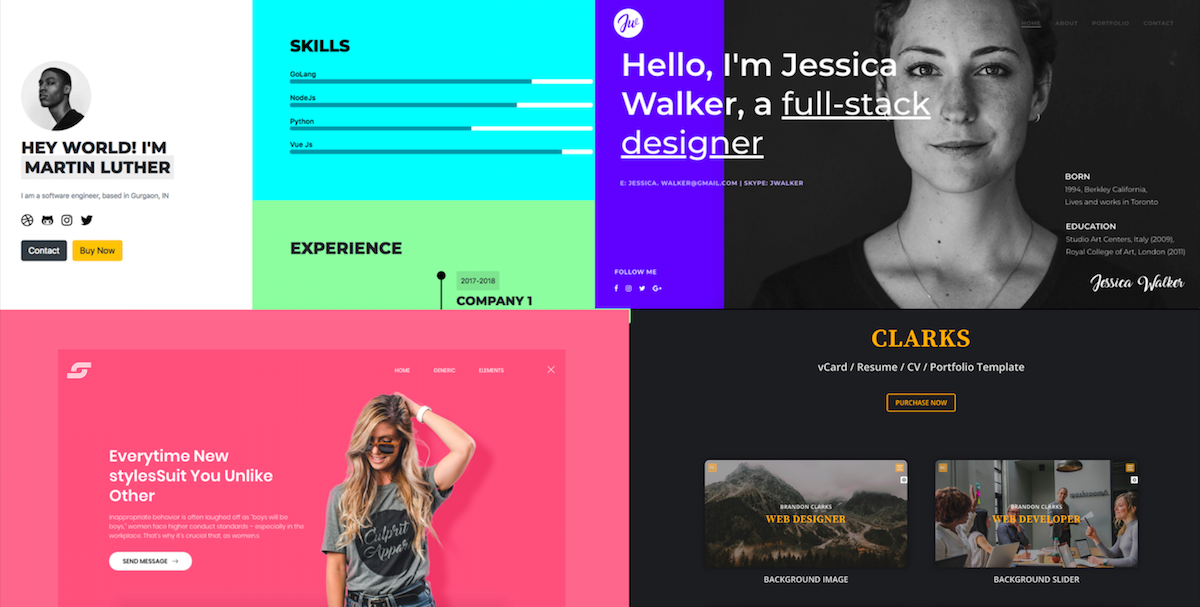 HEY WORLD! I'M
MARTIN LUTHER
I am a software engineer, based in Gurgaon, IN
Contact
Buy Now
SKILLS
GoLang
NodeJs
Python
Vue Js
EXPERIENCE
2017-2018
COMPANY 1
Jw
HOME ABOUT PORTFOLIO CONTACT
Hello, I'm Jessica
Walker, a full-stack
designer
E: JESSICA. WALKER@GMAIL.COM | SKYPE: JWALKER
BORN
1994, Berkley California,
Lives and works in Toronto
EDUCATION
Studio Art Centers, Italy (2009),
Royal College of Art, London (2011)
Jessica Walker
FOLLOW ME
HOME GENERIC ELEMENTS
Everytime New
stylesSuit You Unlike
Other
Inappropriate behavior is often laughed off as "boys will be
boys," women face higher conduct standards – especially in the
workplace. That's why it's crucial that, as women.s
SEND MESSAGE
Culprit
Appar
CLARKS
vCard / Resume / CV / Portfolio Template
PURCHASE NOW
BRANDON CLARKS
WEB DESIGNER
BACKGROUND IMAGE
BRANDON CLARKS
WEB DEVELOPER
BACKGROUND SLIDER